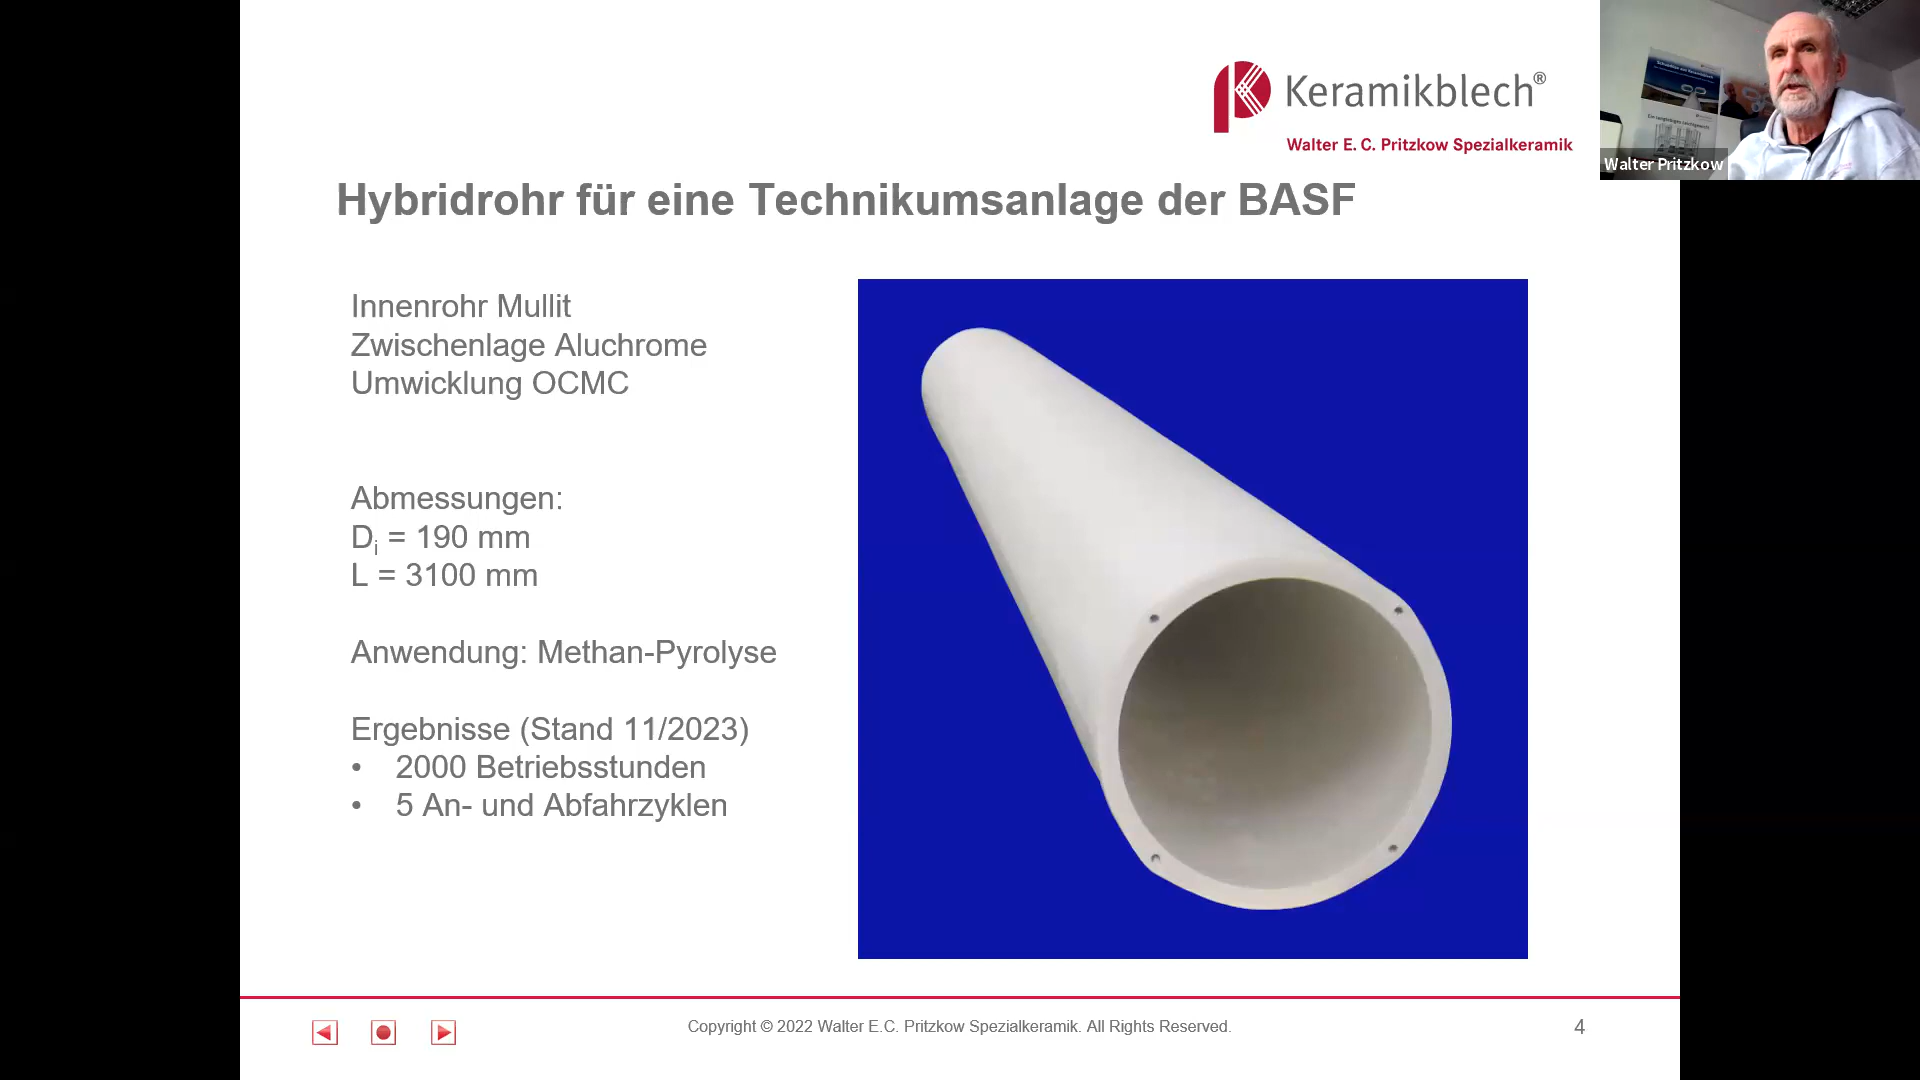 Keramikblech®
Walter E. C. Pritzkow Spezialkeramik
Walter Pritzkow
Hybridrohr für eine Technikumsanlage der BASF
Innenrohr Mullit
Zwischenlage Aluchrome
Umwicklung OCMC
Abmessungen:
Di = 190 mm
L = 3100 mm
Anwendung: Methan-Pyrolyse
Ergebnisse (Stand 11/2023)
• 2000 Betriebsstunden
• 5 An- und Abfahrzyklen
Copyright © 2022 Walter E.C. Pritzkow Spezialkeramik. All Rights Reserved.
4